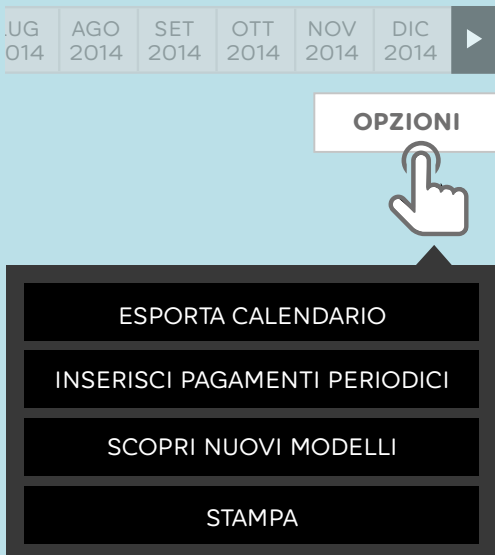 AGO SET OTT NOV DIC
2014 2014 2014 2014 2014
OPZIONI
ESPORTA CALENDARIO
INSERISCI PAGAMENTI PERIODICI
SCOPRI NUOVI MODELLI
STAMPA